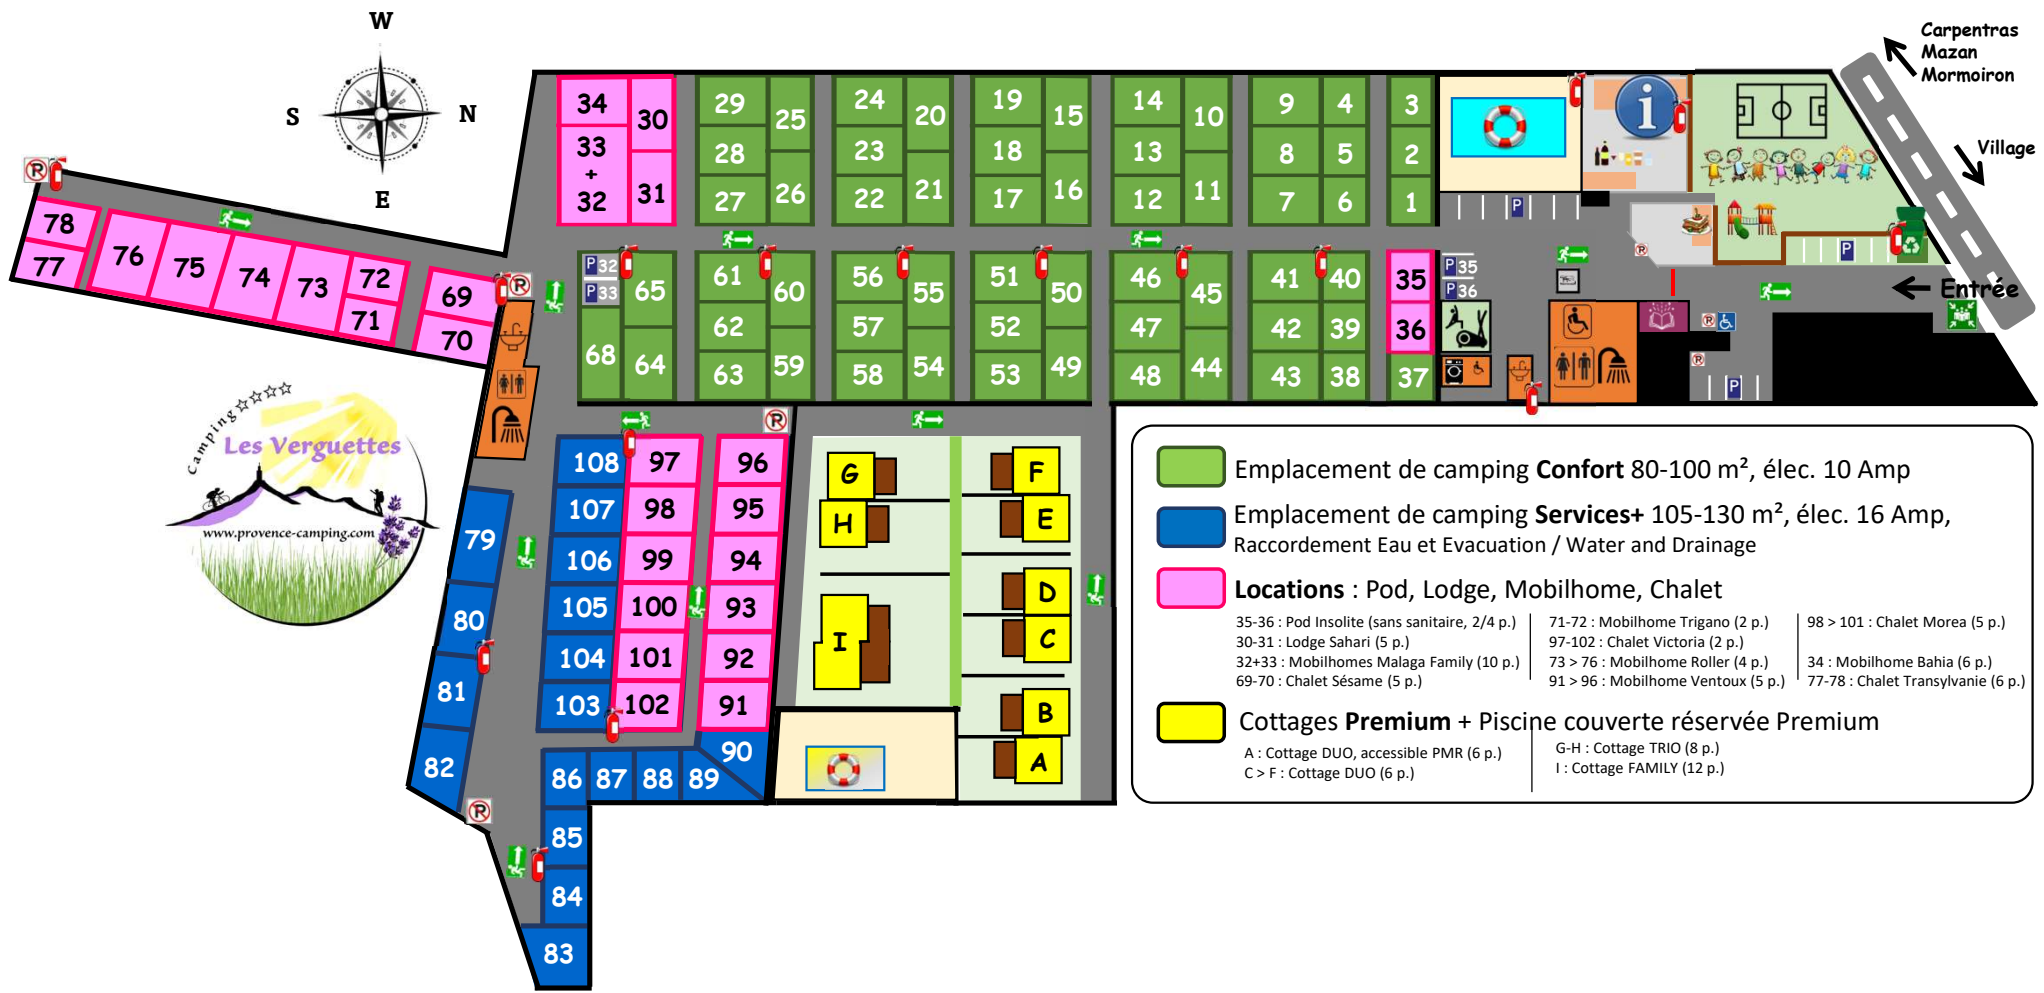 W
S
N
E
Carpentras
Mazan
Mormoiron
Village
Entrée
34
30
33
+
32
31
29
25
28
27
26
24
20
23
22
21
19
15
18
17
16
14
10
13
12
11
9
4
8
5
7
6
3
2
1
i
P
P
78
77
76
75
74
73
72
71
69
70
R
R
P32
P33
65
68
64
61
60
62
63
59
56
55
57
58
54
51
50
52
53
49
46
45
47
48
44
41
40
42
39
43
38
35
36
37
P35
P36
R
R
R
P
Camping
Les Verguettes
www.provence-camping.com
R
108
97
96
107
98
95
106
99
94
105
100
93
104
101
92
103
102
91
79
80
81
82
90
86
87
88
89
R
85
84
83
G
F
H
E
D
I
C
B
A
Emplacement de camping Confort 80-100 m², élec. 10 Amp
Emplacement de camping Services+ 105-130 m², élec. 16 Amp,
Raccordement Eau et Evacuation / Water and Drainage
Locations : Pod, Lodge, Mobilhome, Chalet
35-36 : Pod Insolite (sans sanitaire, 2/4 p.)
30-31 : Lodge Sahari (5 p.)
32+33 : Mobilhomes Malaga Family (10 p.)
69-70 : Chalet Sésame (5 p.)
71-72 : Mobilhome Trigano (2 p.)
97-102 : Chalet Victoria (2 p.)
73 > 76 : Mobilhome Roller (4 p.)
91 > 96 : Mobilhome Ventoux (5 p.)
98 > 101 : Chalet Morea (5 p.)
34 : Mobilhome Bahia (6 p.)
77-78 : Chalet Transylvanie (6 p.)
Cottages Premium + Piscine couverte réservée Premium
A : Cottage DUO, accessible PMR (6 p.)
C > F : Cottage DUO (6 p.)
G-H : Cottage TRIO (8 p.)
I : Cottage FAMILY (12 p.)